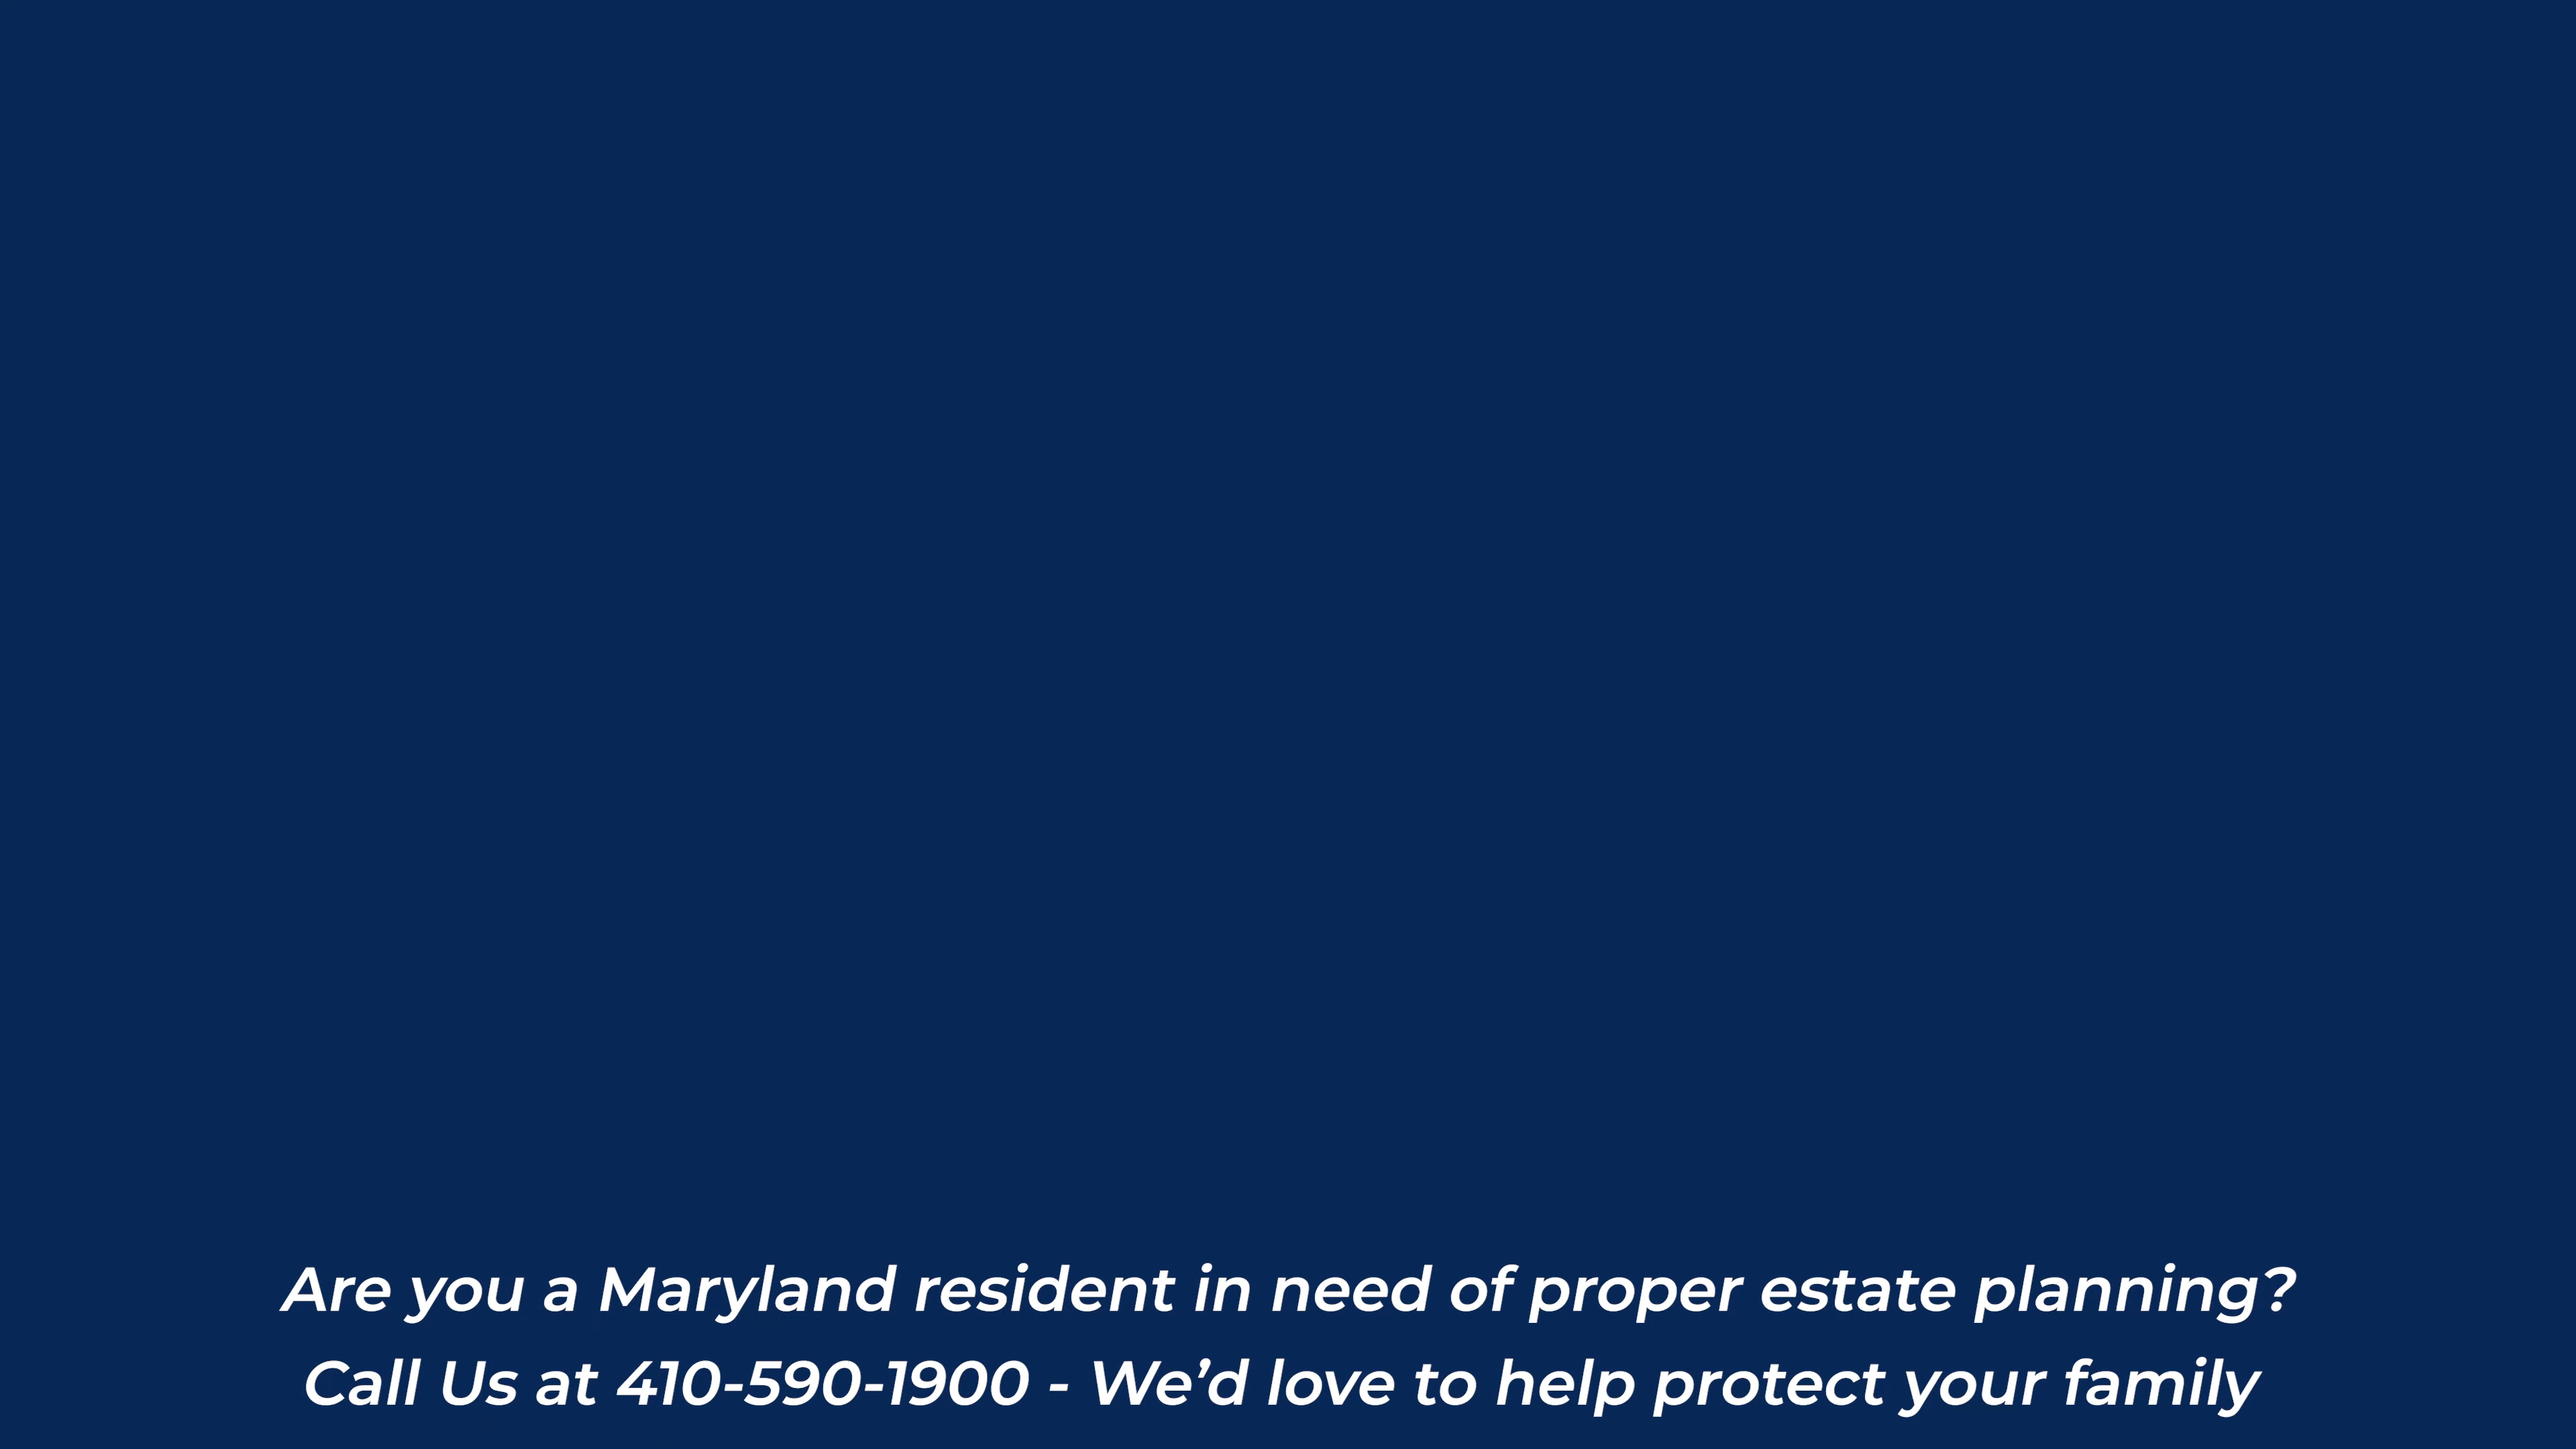 Are you a Maryland resident in need of proper estate planning?
Call Us at 410-590-1900 - We’d love to help protect your family